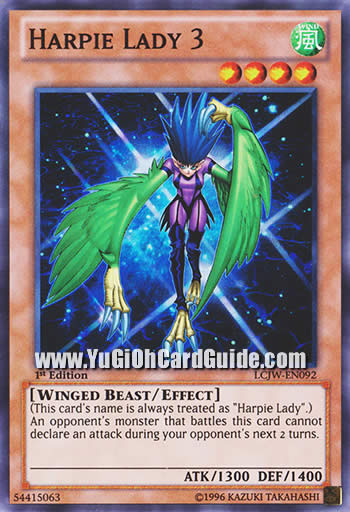 Harpie Lady 3
WIND
風
www.YuGiOhCardGuide.com
1st Edition
LCJW-EN092
[Winged Beast/Effect]
(This card's name is always treated as "Harpie Lady".)
An opponent's monster that battles this card cannot
declare an attack during your opponent's next 2 turns.
ATK/1300 DEF/1400
54415063
©1996 KAZUKI TAKAHASHI